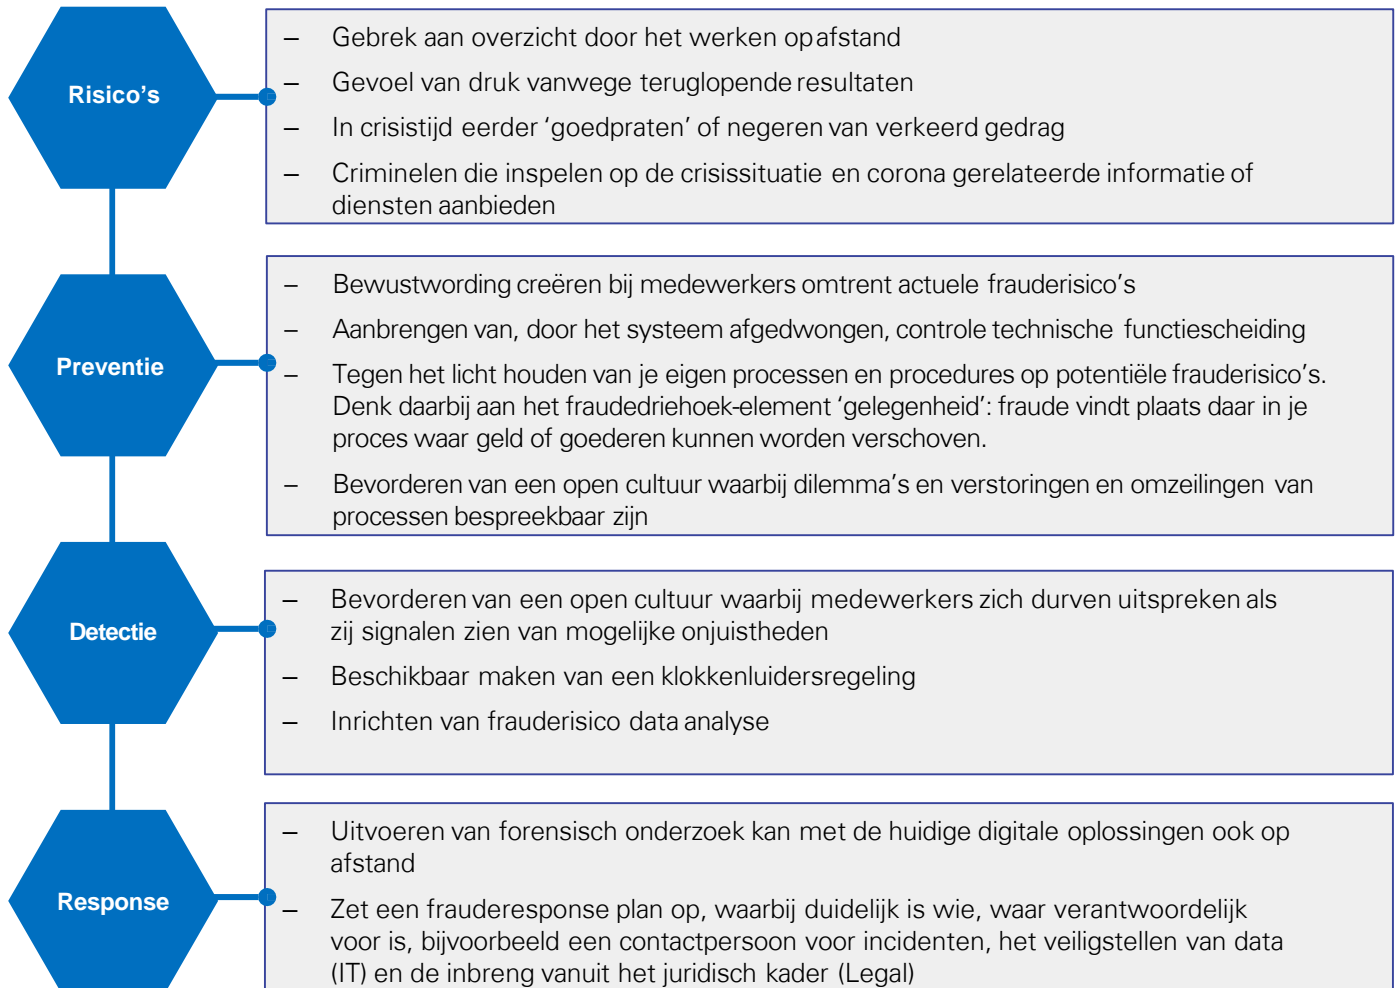 Risico's
– Gebrek aan overzicht door het werken op afstand
– Gevoel van druk vanwege teruglopende resultaten
– In crisistijd eerder ‘goedpraten’ of negeren van verkeerd gedrag
– Criminelen die inspelen op de crisissituatie en corona gerelateerde informatie of
diensten aanbieden
Preventie
– Bewustwording creëren bij medewerkers omtrent actuele frauderisico’s
– Aanbrengen van, door het systeem afgedwongen, controle technische functiescheiding
– Tegen het licht houden van je eigen processen en procedures op potentiële frauderisico’s.
Denk daarbij aan het fraudedriehoek-element ‘gelegenheid’: fraude vindt plaats daar in je
proces waar geld of goederen kunnen worden verschoven.
– Bevorderen van een open cultuur waarbij dilemma’s en verstoringen en omzeilingen van
processen bespreekbaar zijn
Detectie
– Bevorderen van een open cultuur waarbij medewerkers zich durven uitspreken als
zij signalen zien van mogelijke onjuistheden
– Beschikbaar maken van een klokkenluidersregeling
– Inrichten van frauderisico data analyse
Response
– Uitvoeren van forensisch onderzoek kan met de huidige digitale oplossingen ook op
afstand
– Zet een frauderesponse plan op, waarbij duidelijk is wie, waar verantwoordelijk
voor is, bijvoorbeeld een contactpersoon voor incidenten, het veiligstellen van data
(IT) en de inbreng vanuit het juridisch kader (Legal)